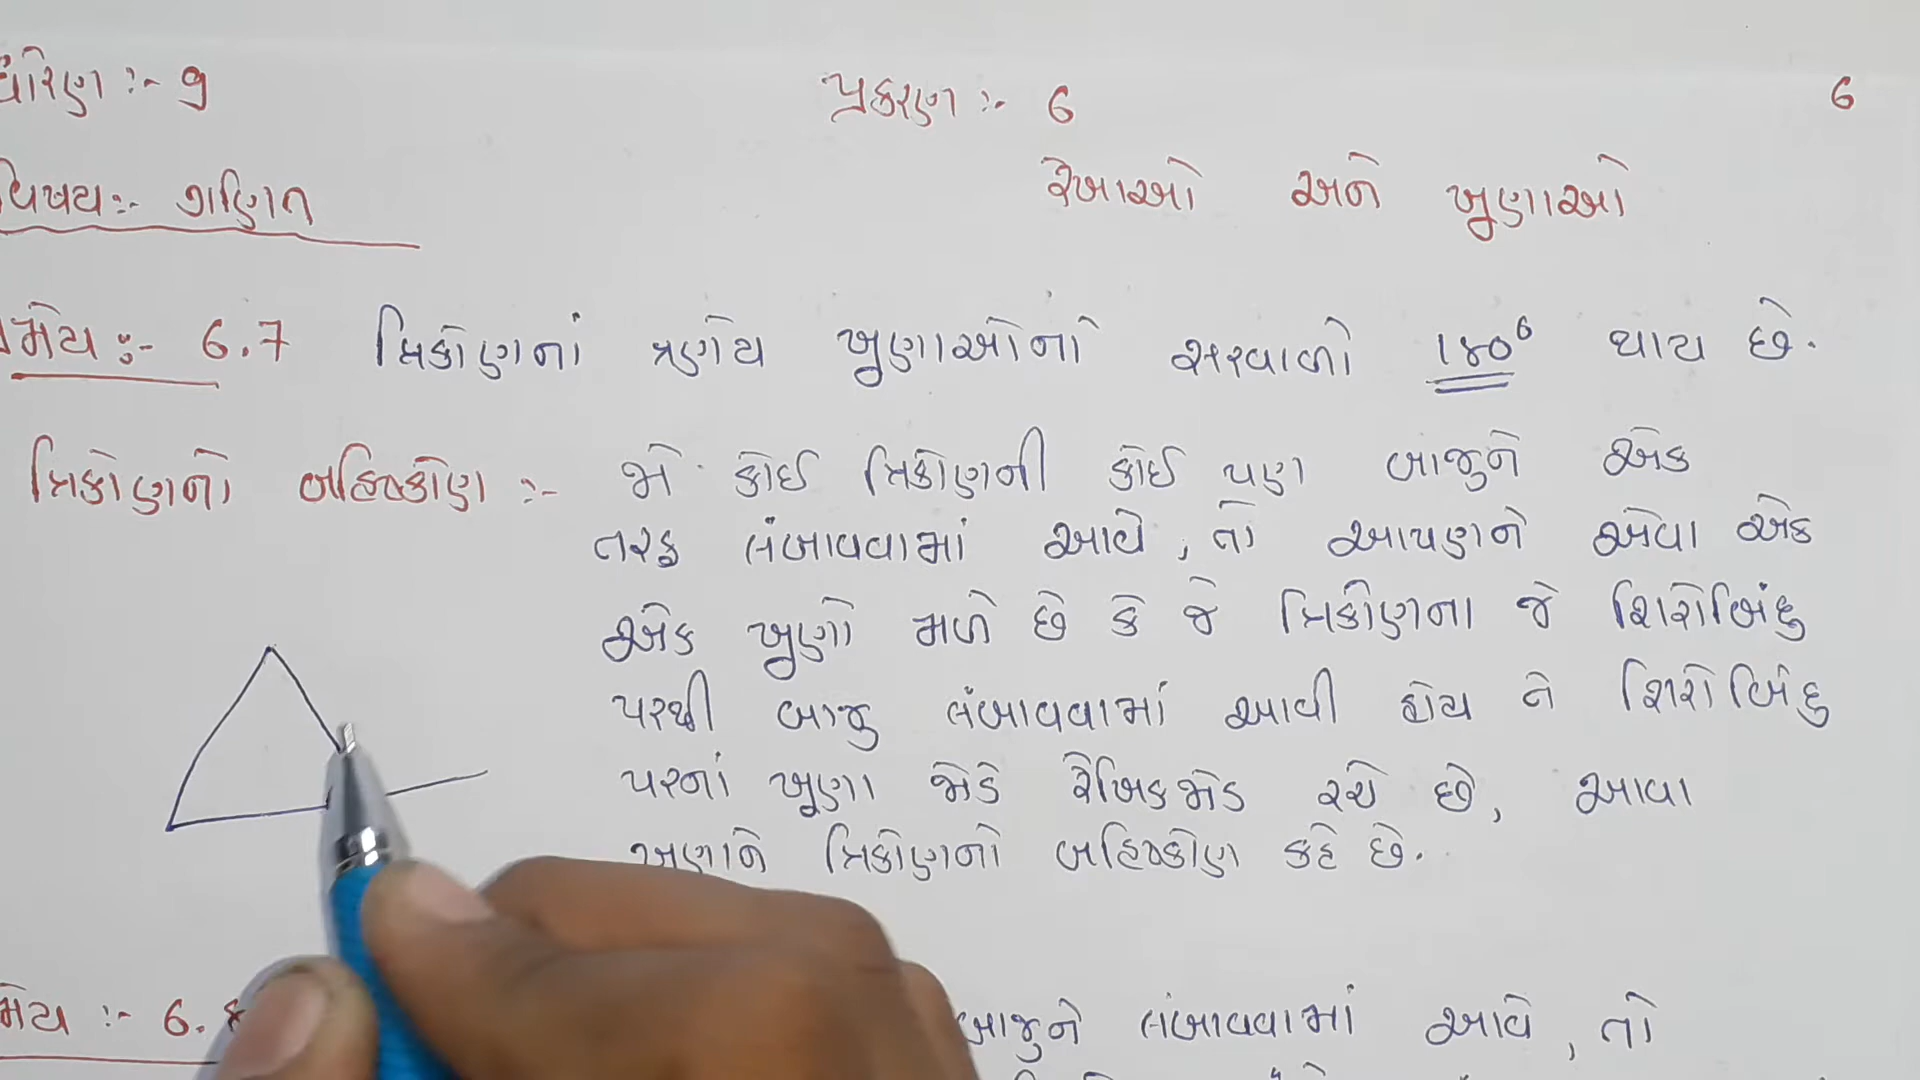 ધોરણ :- 9 પ્રકરણ :- 6 6
વિષય :- ગણિત રેખાઓ અને ખૂણાઓ
પ્રમેય :- 6.7 ત્રિકોણનાં ત્રણેય ખૂણાઓનો સરવાળો ૧૪૦° થાય છે.
ત્રિકોણનો બહિષ્કોણ :- જો કોઈ ત્રિકોણની કોઈ પણ બાજુને એક
તરફ લંબાવવામાં આવે, તો આપણને એવા એક
એક ખૂણો મળે છે કે જે ત્રિકોણના જે શિરોબિંદુ
પરથી બાજુ લંબાવવામાં આવી હોય તે શિરોબિંદુ
પરનાં ખૂણા જોડે રૈખિકજોડ રચે છે, આવા
ખૂણાને ત્રિકોણનો બહિષ્કોણ કહે છે.
બાજુને લંબાવવામાં આવે, તો